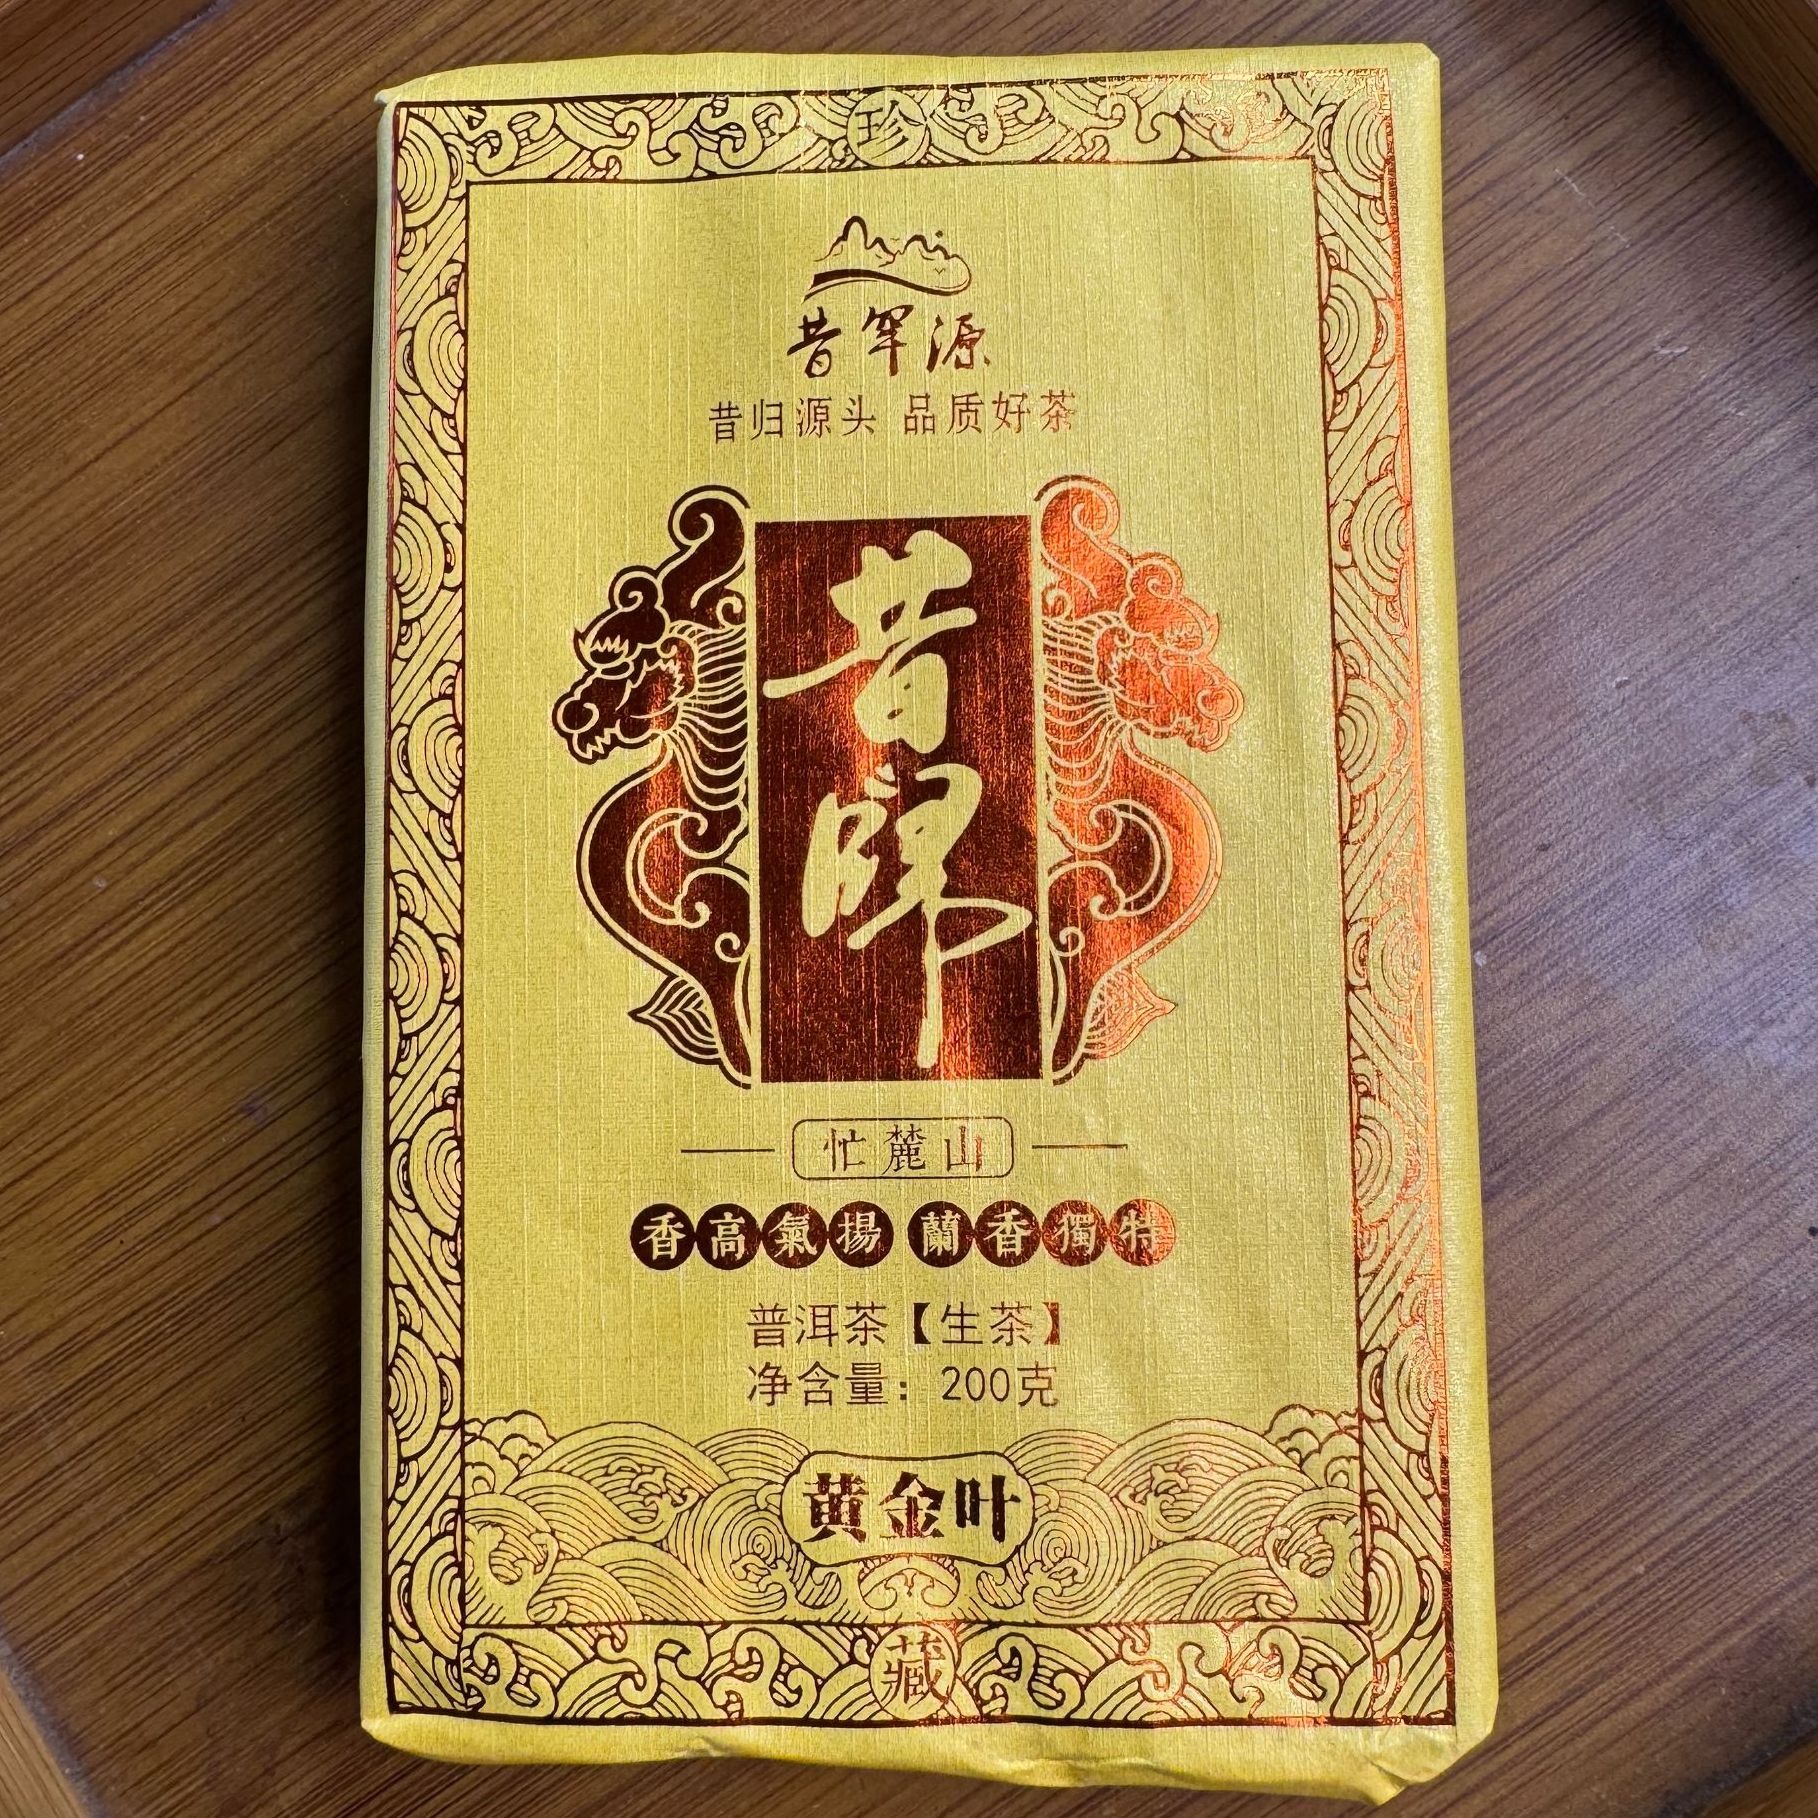 珍
昔罕源
昔归源头 品质好茶
昔归
忙麓山
香高氣揚 蘭香獨特
普洱茶【生茶】
净含量：200克
黄金叶
藏